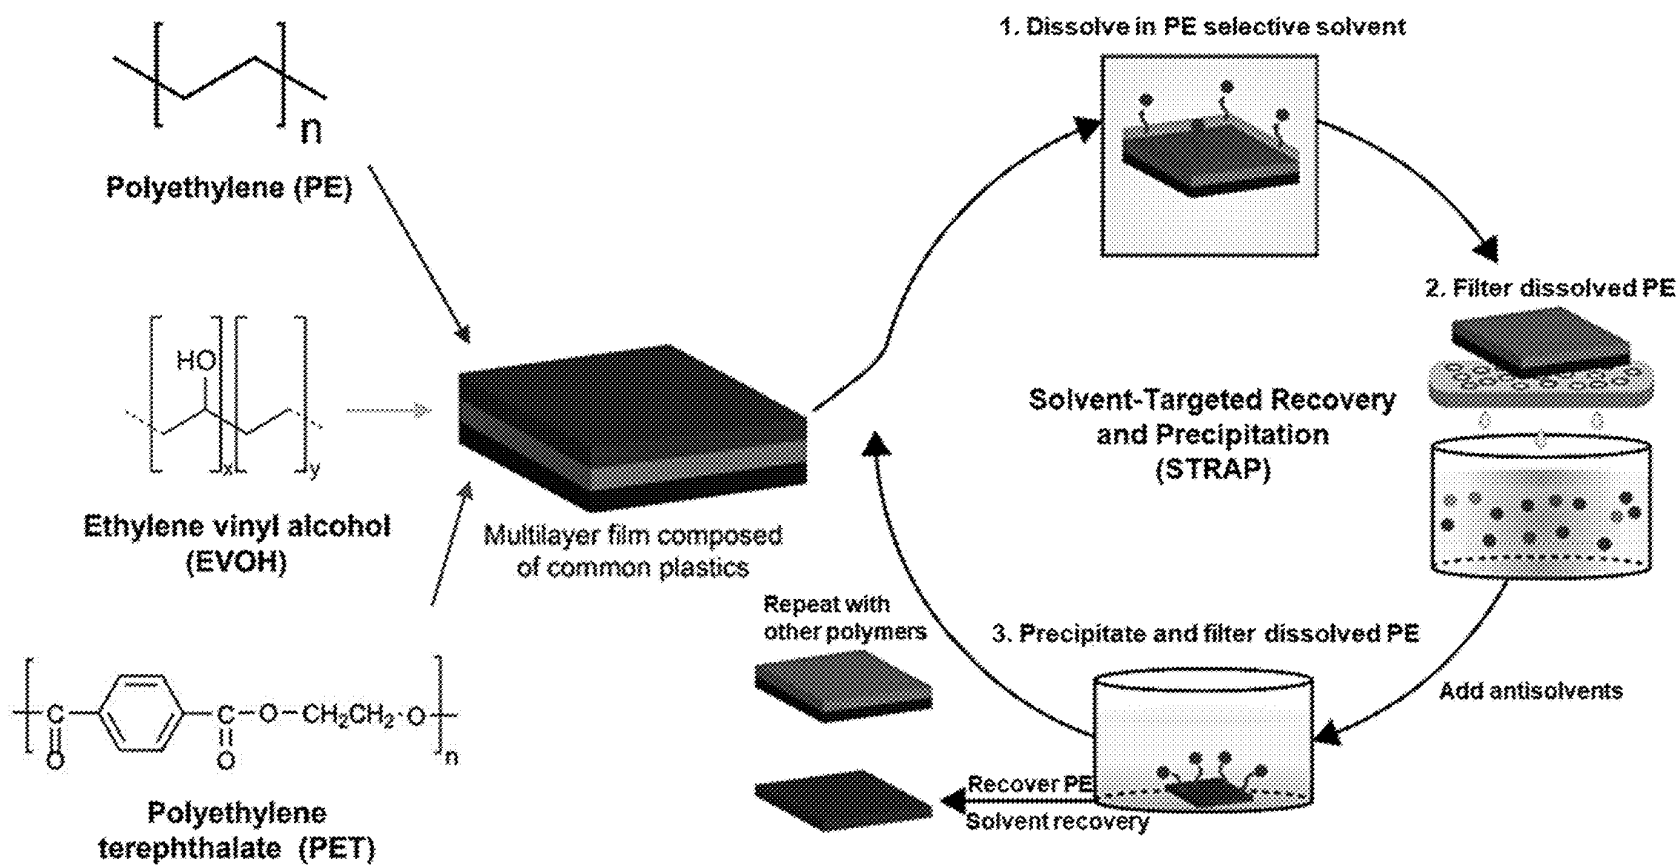 n
Polyethylene (PE)
HO
x
y
Ethylene vinyl alcohol
(EVOH)
C
O
C
O
O
CH2CH2
O
n
Polyethylene
terephthalate (PET)
Multilayer film composed
of common plastics
1. Dissolve in PE selective solvent
2. Filter dissolved PE
Solvent-Targeted Recovery
and Precipitation
(STRAP)
Add antisolvents
3. Precipitate and filter dissolved PE
Repeat with
other polymers
Recover PE
Solvent recovery